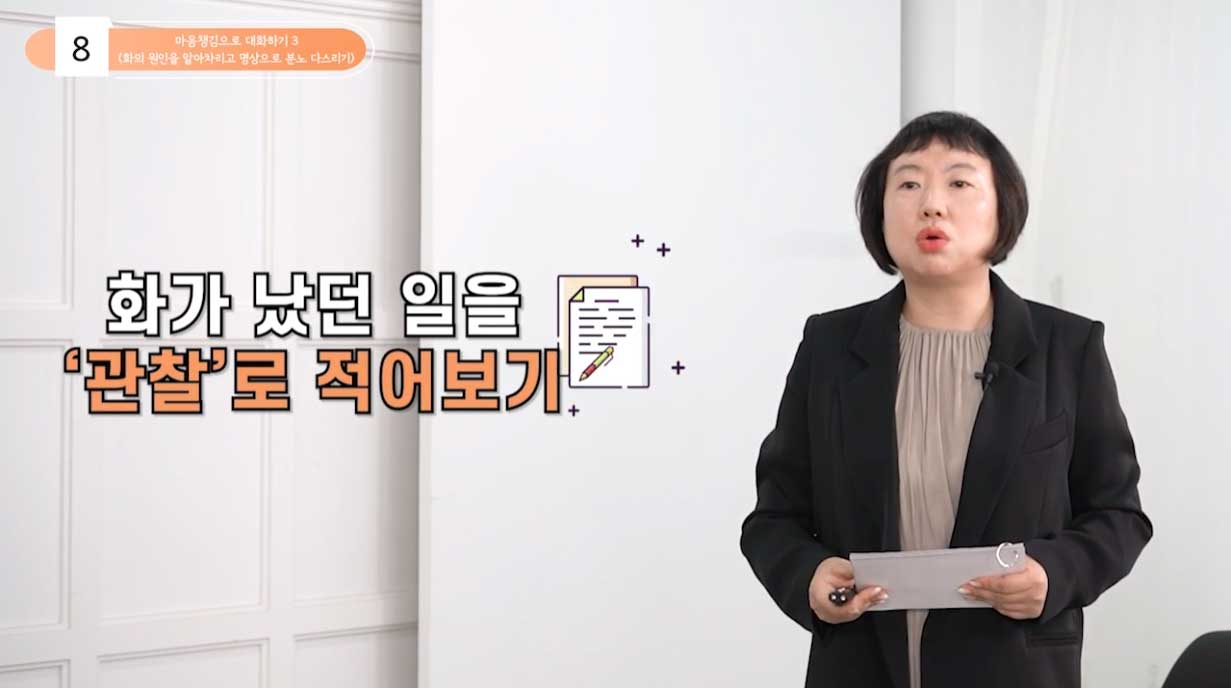 8
마음챙김으로 대화하기 3
(화의 원인을 알아차리고 명상으로 분노 다스리기)
화가 났던 일을
‘관찰’로 적어보기